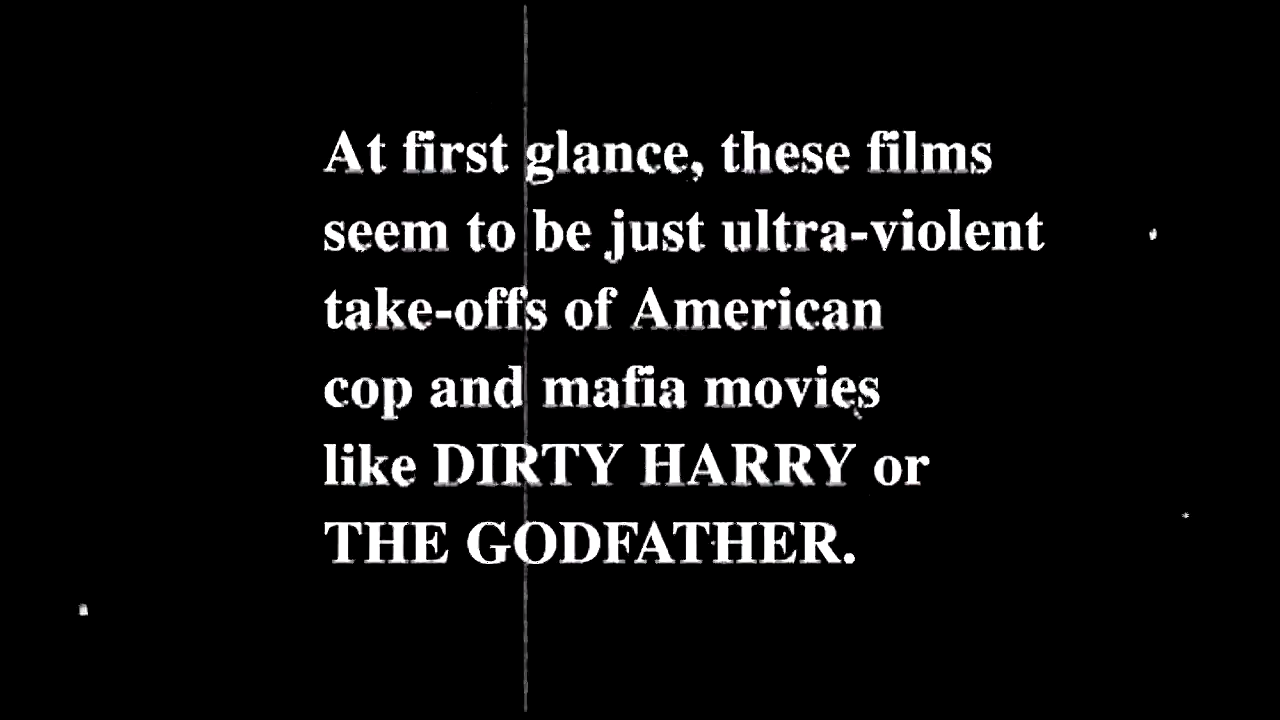 At first glance, these films
seem to be just ultra-violent
take-offs of American
cop and mafia movies
like DIRTY HARRY or
THE GODFATHER.